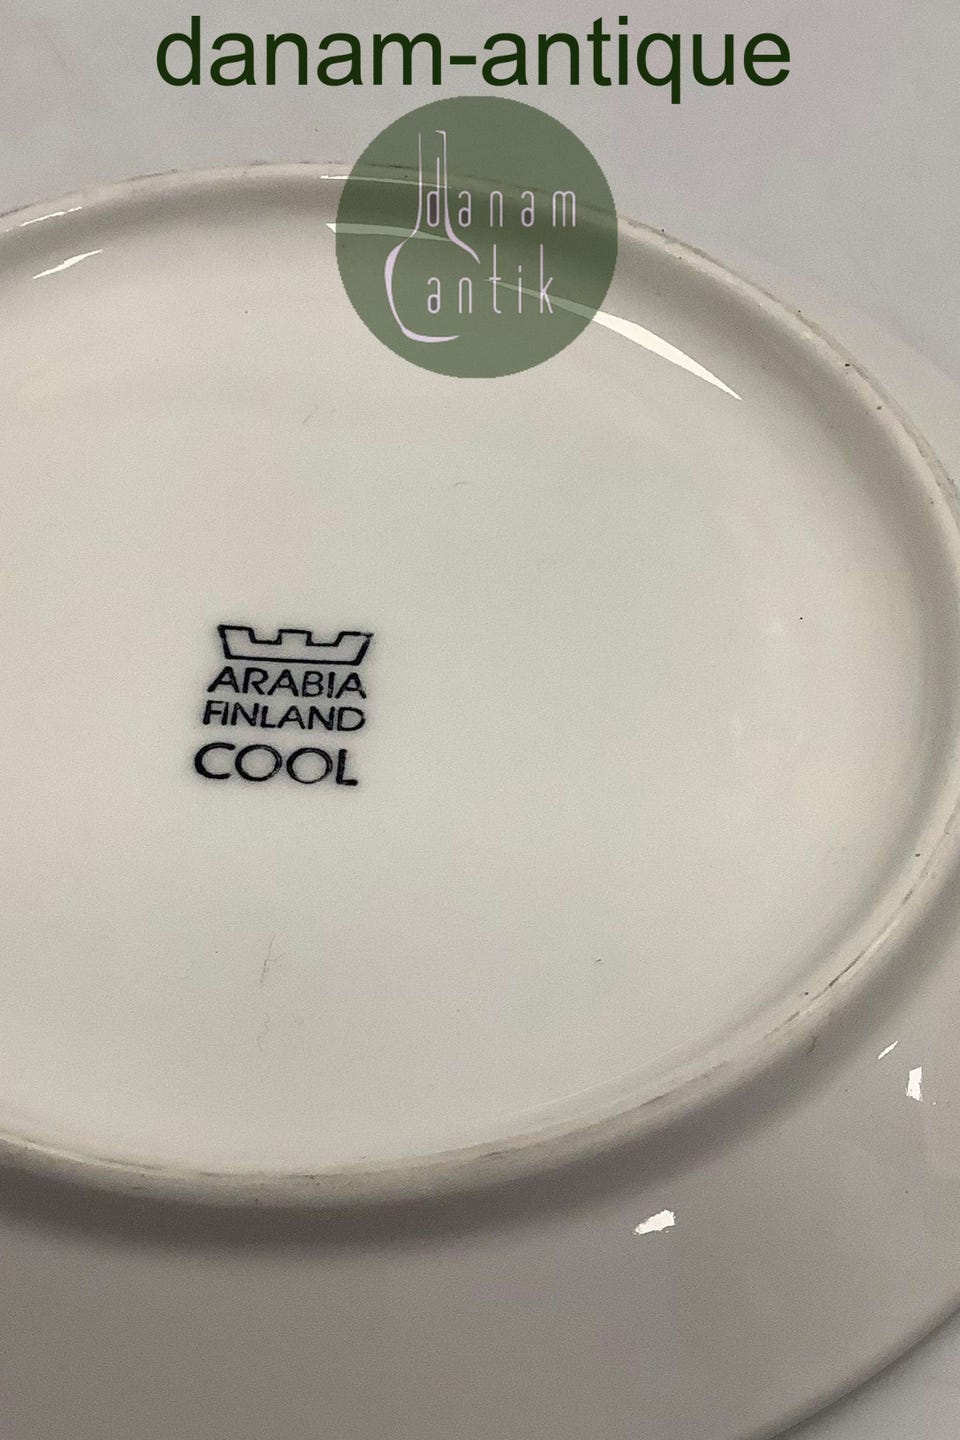 danam-antique
danam
antik
ARABIA
FINLAND
COOL